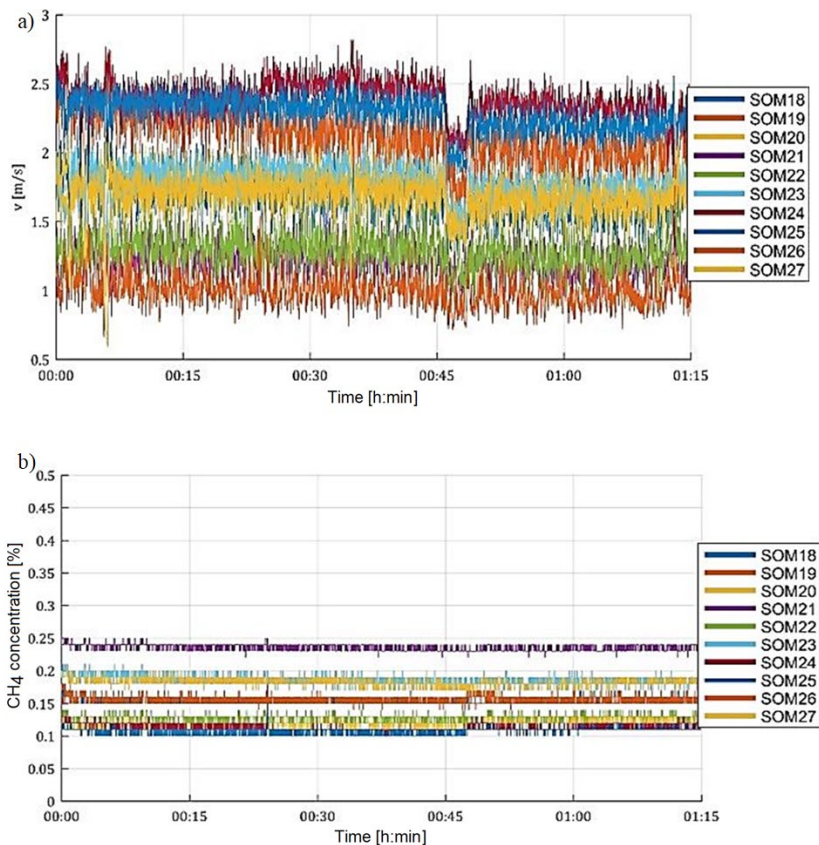 a)
3
2.5
2
1.5
1
0.5
v [m/s]
00:00 00:15 00:30 00:45 01:00 01:15
Time [h:min]
SOM18
SOM19
SOM20
SOM21
SOM22
SOM23
SOM24
SOM25
SOM26
SOM27
b)
0.5
0.45
0.4
0.35
0.3
0.25
0.2
0.15
0.1
0.05
0
CH4 concentration [%]
00:00 00:15 00:30 00:45 01:00 01:15
Time [h:min]
SOM18
SOM19
SOM20
SOM21
SOM22
SOM23
SOM24
SOM25
SOM26
SOM27